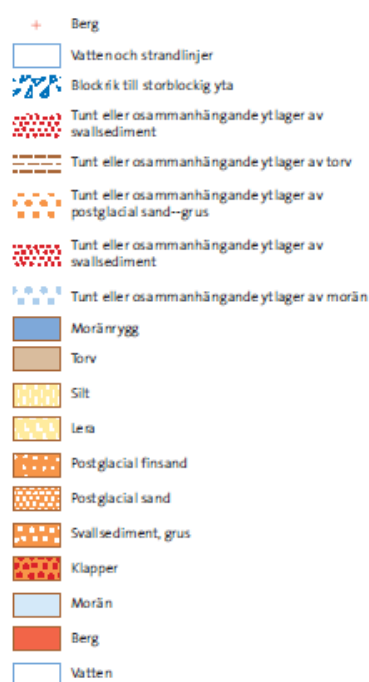 Berg
Vatten och strandlinjer
Blockrik till storblockig yta
Tunt eller osammanhängande ytlager av
svallsediment
Tunt eller osammanhängande ytlager av torv
Tunt eller osammanhängande ytlager av
postglacial sand--grus
Tunt eller osammanhängande ytlager av
svallsediment
Tunt eller osammanhängande ytlager av morän
Moränrygg
Torv
Silt
Lera
Postglacial finsand
Postglacial sand
Svallsediment, grus
Klapper
Morän
Berg
Vatten